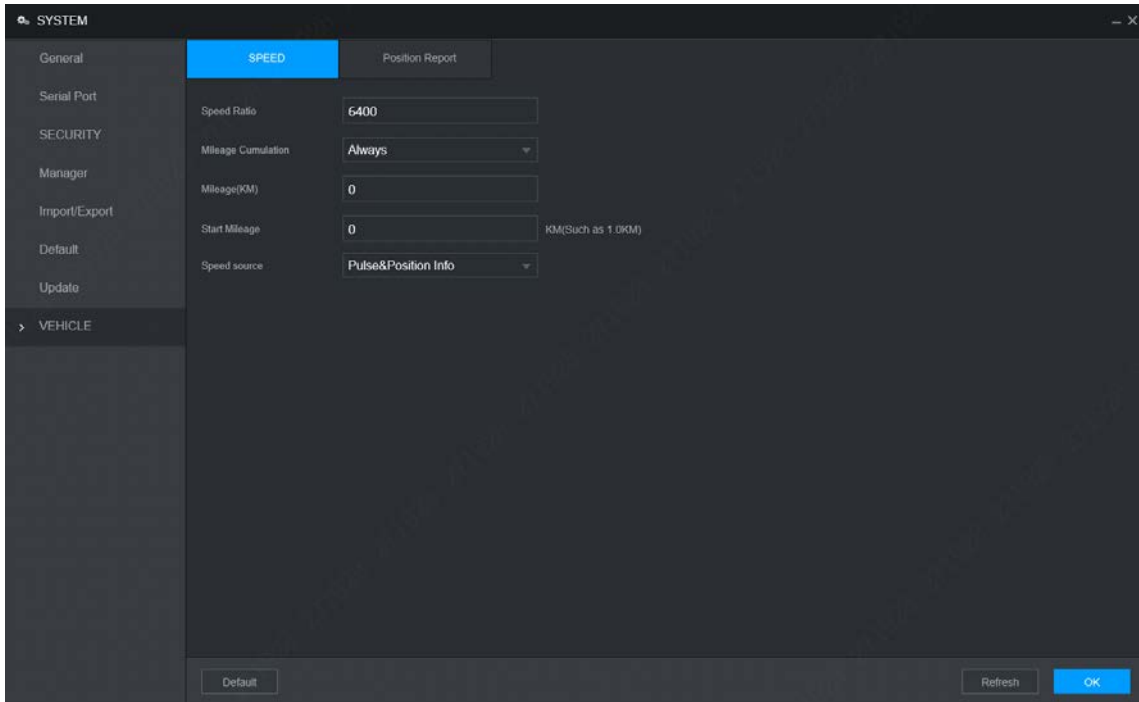 SYSTEM
General
Serial Port
SECURITY
Manager
Import/Export
Default
Update
VEHICLE
SPEED Position Report
Speed Ratio 6400
Mileage Cumulation Always
Mileage(KM) 0
Start Mileage 0 KM(Such as 1.0KM)
Speed source Pulse&Position Info
Default Refresh OK